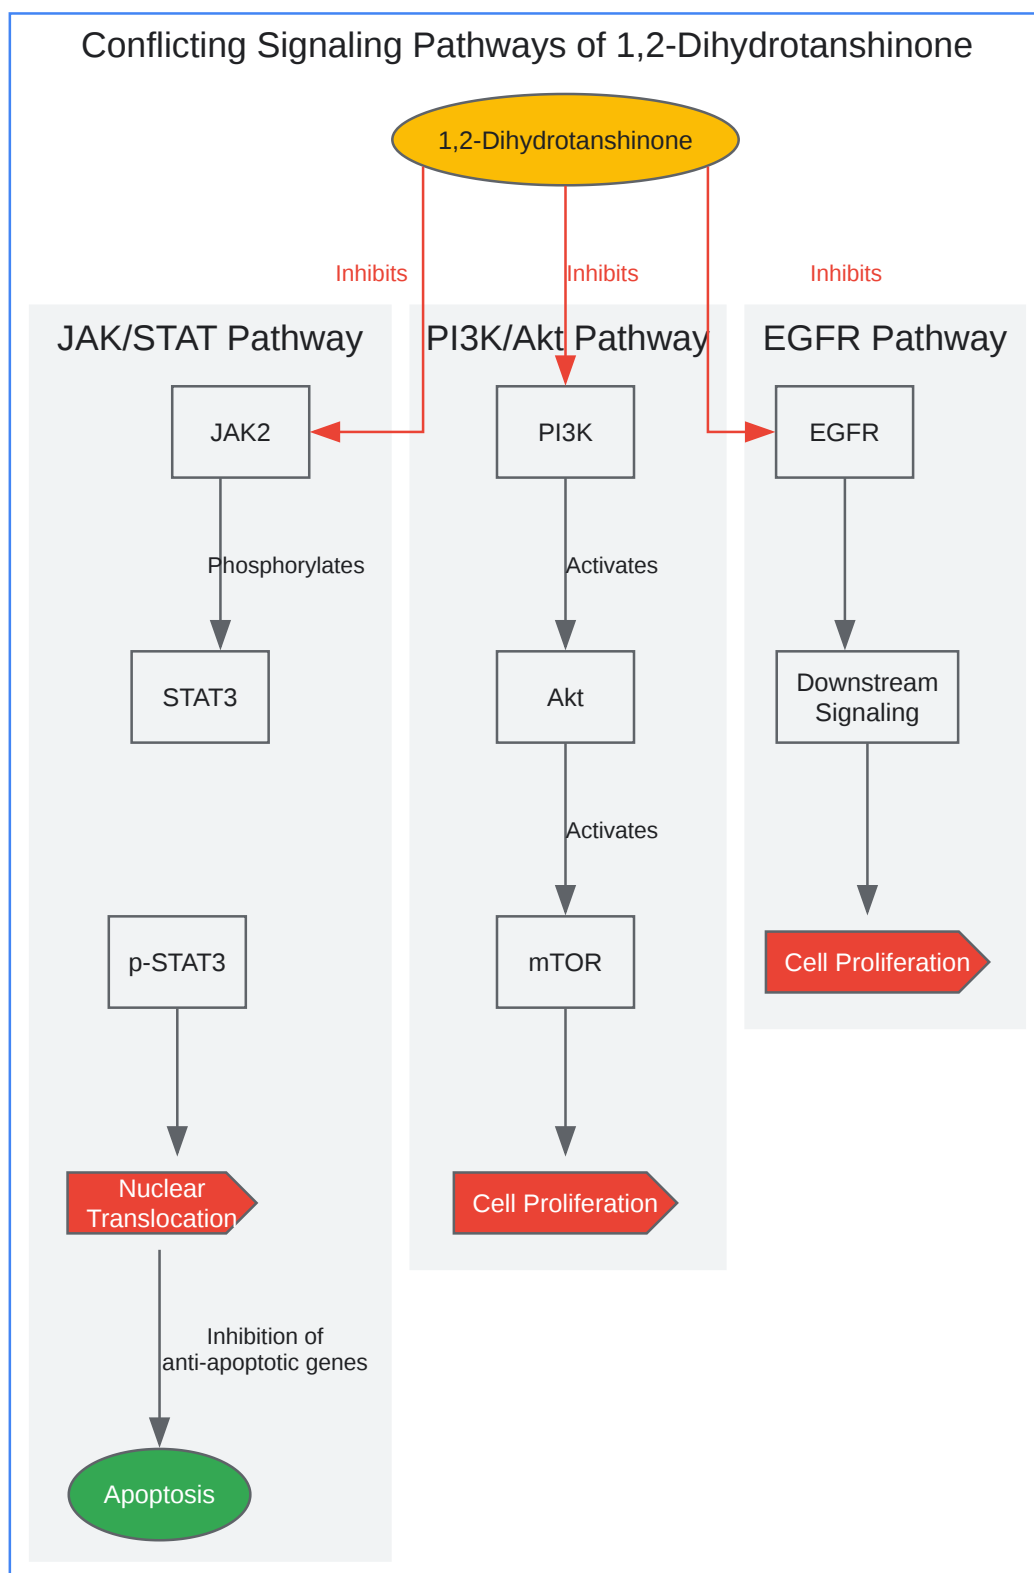 Conflicting Signaling Pathways of 1,2-Dihydrotanshinone
1,2-Dihydrotanshinone
Inhibits
Inhibits
Inhibits
JAK/STAT Pathway
JAK2
Phosphorylates
STAT3
p-STAT3
Nuclear
Translocation
Inhibition of
anti-apoptotic genes
Apoptosis
PI3K/Akt Pathway
PI3K
Activates
Akt
Activates
mTOR
Cell Proliferation
EGFR Pathway
EGFR
Downstream
Signaling
Cell Proliferation